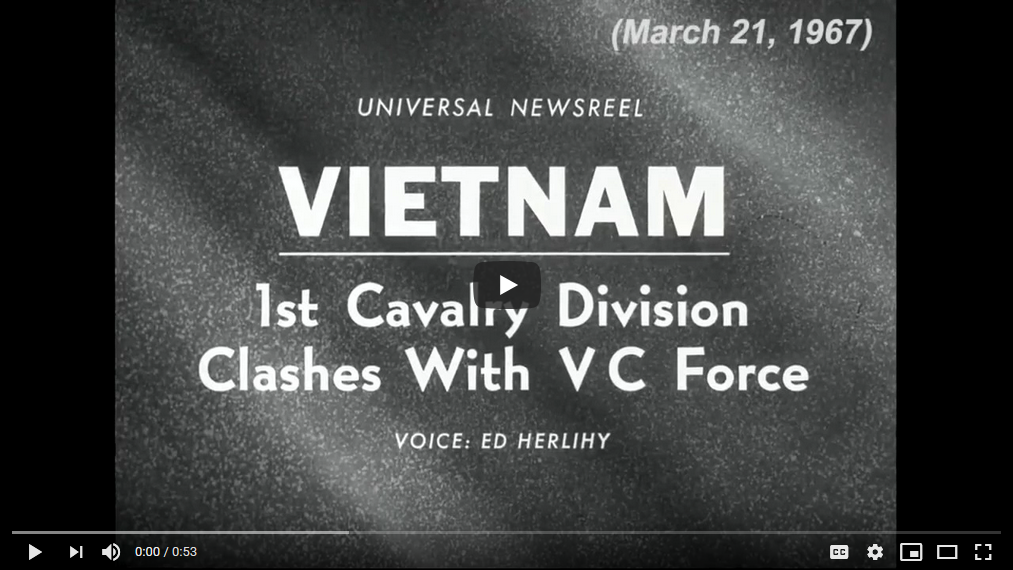 (March 21, 1967)
UNIVERSAL NEWSREEL
VIETNAM
1st Cavalry Division
Clashes With VC Force
VOICE: ED HERLIHY
0:00 / 0:53
CC